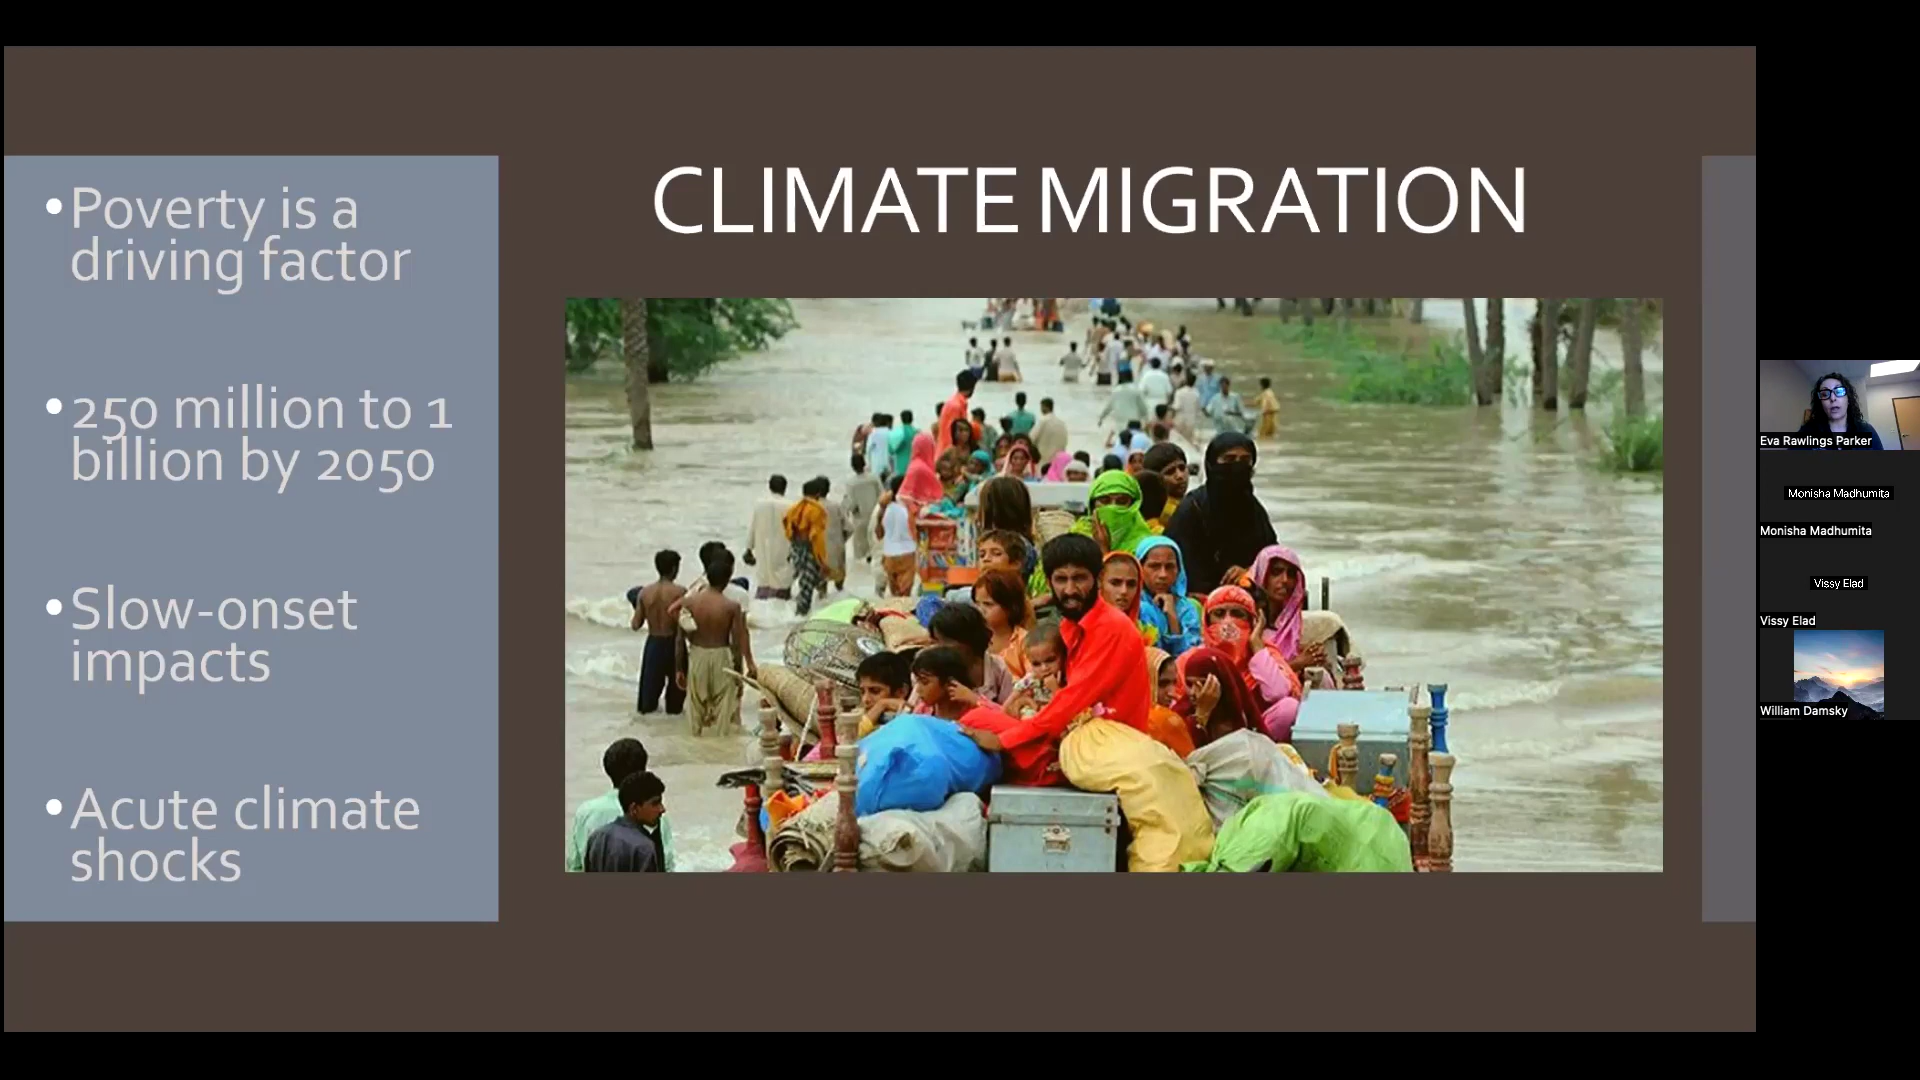 CLIMATE MIGRATION
•Poverty is a
driving factor
•250 million to 1
billion by 2050
•Slow-onset
impacts
•Acute climate
shocks
Eva Rawlings Parker
Monisha Madhumita
Monisha Madhumita
Vissy Elad
Vissy Elad
William Damsky